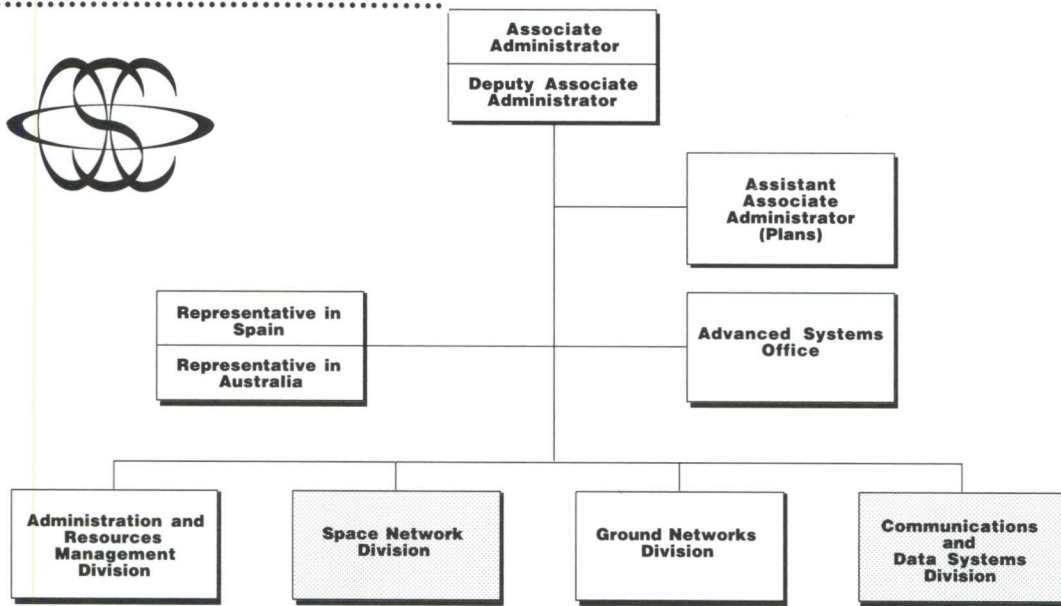 Associate
Administrator
Deputy Associate
Administrator
Assistant
Associate
Administrator
(Plans)
Representative in
Spain
Representative in
Australia
Advanced Systems
Office
Administration and
Resources
Management
Division
Space Network
Division
Ground Networks
Division
Communications
and
Data Systems
Division